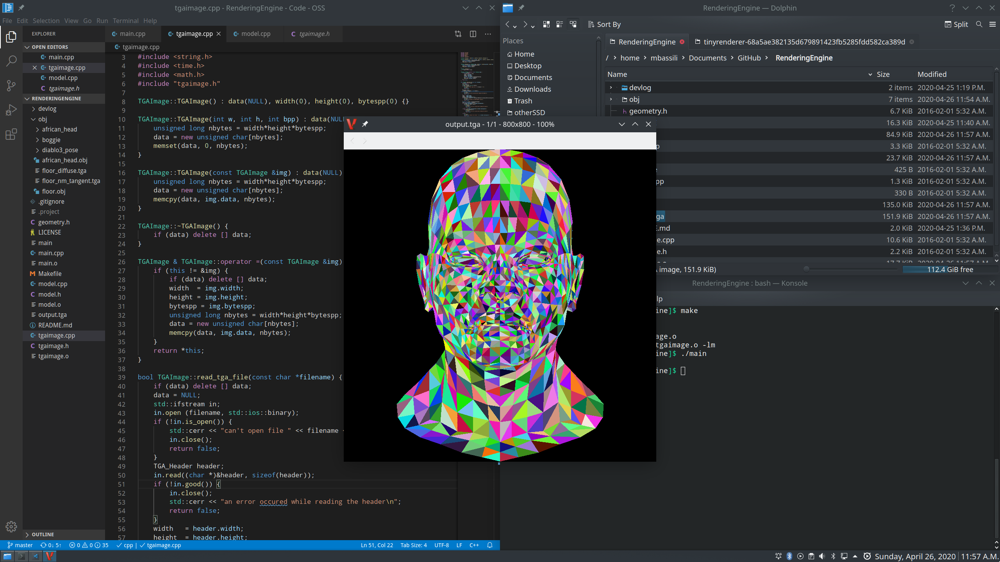 tgaimage.cpp - RenderingEngine - Code - OSS
File Edit Selection View Go Run Terminal Help
EXPLORER
OPEN EDITORS
main.cpp
tgaimage.cpp
model.cpp
tgaimage.h
RENDERINGENGINE
devlog
obj
african_head
boggie
diablo3_pose
african_head.obj
floor_diffuse.tga
floor_nm_tangent.tga
floor.obj
.gitignore
.project
geometry.h
LICENSE
main
main.cpp
main.o
Makefile
model.cpp
model.h
model.o
output.tga
README.md
tgaimage.cpp
tgaimage.h
tgaimage.o
OUTLINE
main.cpp tgaimage.cpp model.cpp tgaimage.h
tgaimage.cpp
3 #include <string.h>
4 #include <time.h>
5 #include <math.h>
6 #include "tgaimage.h"
7
8 TGAImage::TGAImage() : data(NULL), width(0), height(0), bytespp(0) {}
9
10 TGAImage::TGAImage(int w, int h, int bpp) : data(NUL
11 unsigned long nbytes = width*height*bytespp;
12 data = new unsigned char[nbytes];
13 memset(data, 0, nbytes);
14 }
15
16 TGAImage::TGAImage(const TGAImage &img) : data(NULL)
17 unsigned long nbytes = width*height*bytespp;
18 data = new unsigned char[nbytes];
19 memcpy(data, img.data, nbytes);
20 }
21
22 TGAImage::~TGAImage() {
23 if (data) delete [] data;
24 }
25
26 TGAImage & TGAImage::operator =(const TGAImage &img)
27 if (this != &img) {
28 if (data) delete [] data;
29 width  = img.width;
30 height = img.height;
31 bytespp = img.bytespp;
32 unsigned long nbytes = width*height*bytespp;
33 data = new unsigned char[nbytes];
34 memcpy(data, img.data, nbytes);
35 }
36 return *this;
37 }
38
39 bool TGAImage::read_tga_file(const char *filename) {
40 if (data) delete [] data;
41 data = NULL;
42 std::ifstream in;
43 in.open (filename, std::ios::binary);
44 if (!in.is_open()) {
45 std::cerr << "can't open file " << filename
46 in.close();
47 return false;
48 }
49 TGA_Header header;
50 in.read((char *)&header, sizeof(header));
51 if (!in.good()) {
52 in.close();
53 std::cerr << "an error occured while reading the header\n";
54 return false;
55 }
56 width   = header.width;
57 height  = header.height;
master 0↓ 5↑ 0 0 35 cpp | tgaimage.cpp Ln 51, Col 22 Tab Size: 4 UTF-8 LF C++
output.tga - 1/1 - 800x800 - 100%
RenderingEngine — Dolphin
Sort By Split
Places
Home
Desktop
Documents
Downloads
Trash
otherSSD
RenderingEngine tinyrenderer-68a5ae382135d679891423fb5285fdd582ca389d
/ > home > mbassili > Documents > GitHub > RenderingEngine
Name Size Modified
devlog 2 items 2020-04-25 1:19 P.M.
obj 7 items 2020-04-26 11:54 A.M.
geometry.h 6.7 KiB 2016-02-01 5:32 A.M.
16.3 KiB 2020-04-25 11:40 A.M.
84.9 KiB 2020-04-26 11:57 A.M.
p 3.3 KiB 2016-02-01 5:32 A.M.
23.7 KiB 2020-04-26 11:57 A.M.
425 B 2016-02-01 5:32 A.M.
pp 1.3 KiB 2016-02-01 5:32 A.M.
330 B 2016-02-01 5:32 A.M.
135.0 KiB 2020-04-26 11:57 A.M.
ga 151.9 KiB 2020-04-26 11:57 A.M.
.md 2.0 KiB 2020-04-25 1:36 P.M.
e.cpp 10.6 KiB 2016-02-01 5:32 A.M.
e.h 2.2 KiB 2016-02-01 5:32 A.M.
image, 151.9 KiB) 112.4 GiB free
RenderingEngine : bash — Konsole
lp
ine]$ make
age.o
tgaimage.o -lm
ine]$ ./main
ine]$
Sunday, April 26, 2020 11:57 A.M.